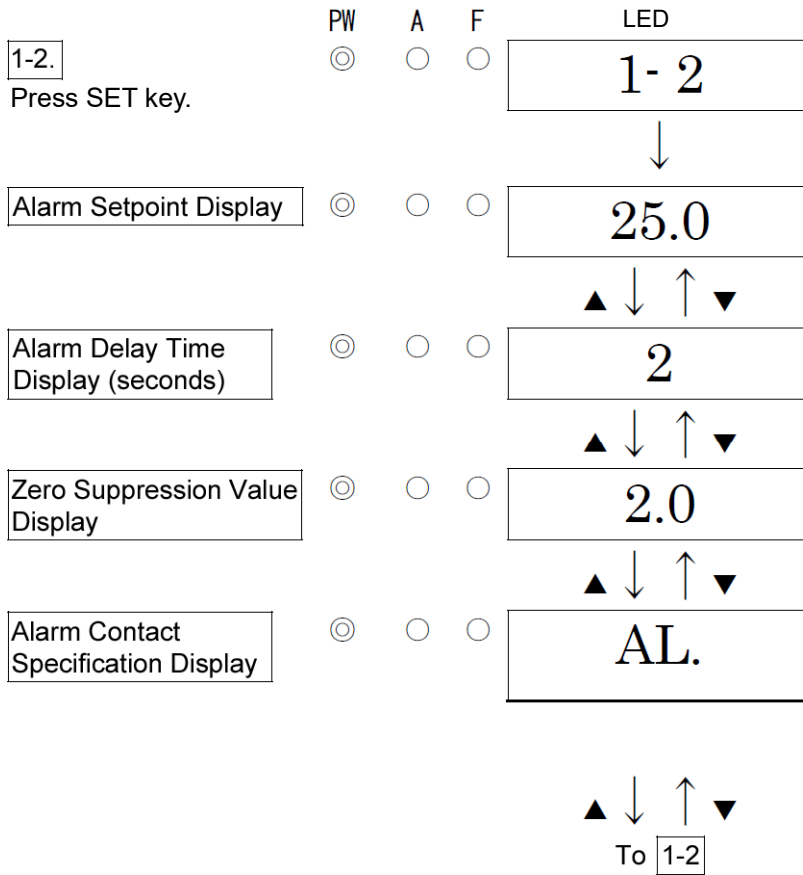 PW A F LED
1-2.
Press SET key.
1- 2
Alarm Setpoint Display
25.0
Alarm Delay Time
Display (seconds)
2
Zero Suppression Value
Display
2.0
Alarm Contact
Specification Display
AL.
To 1-2